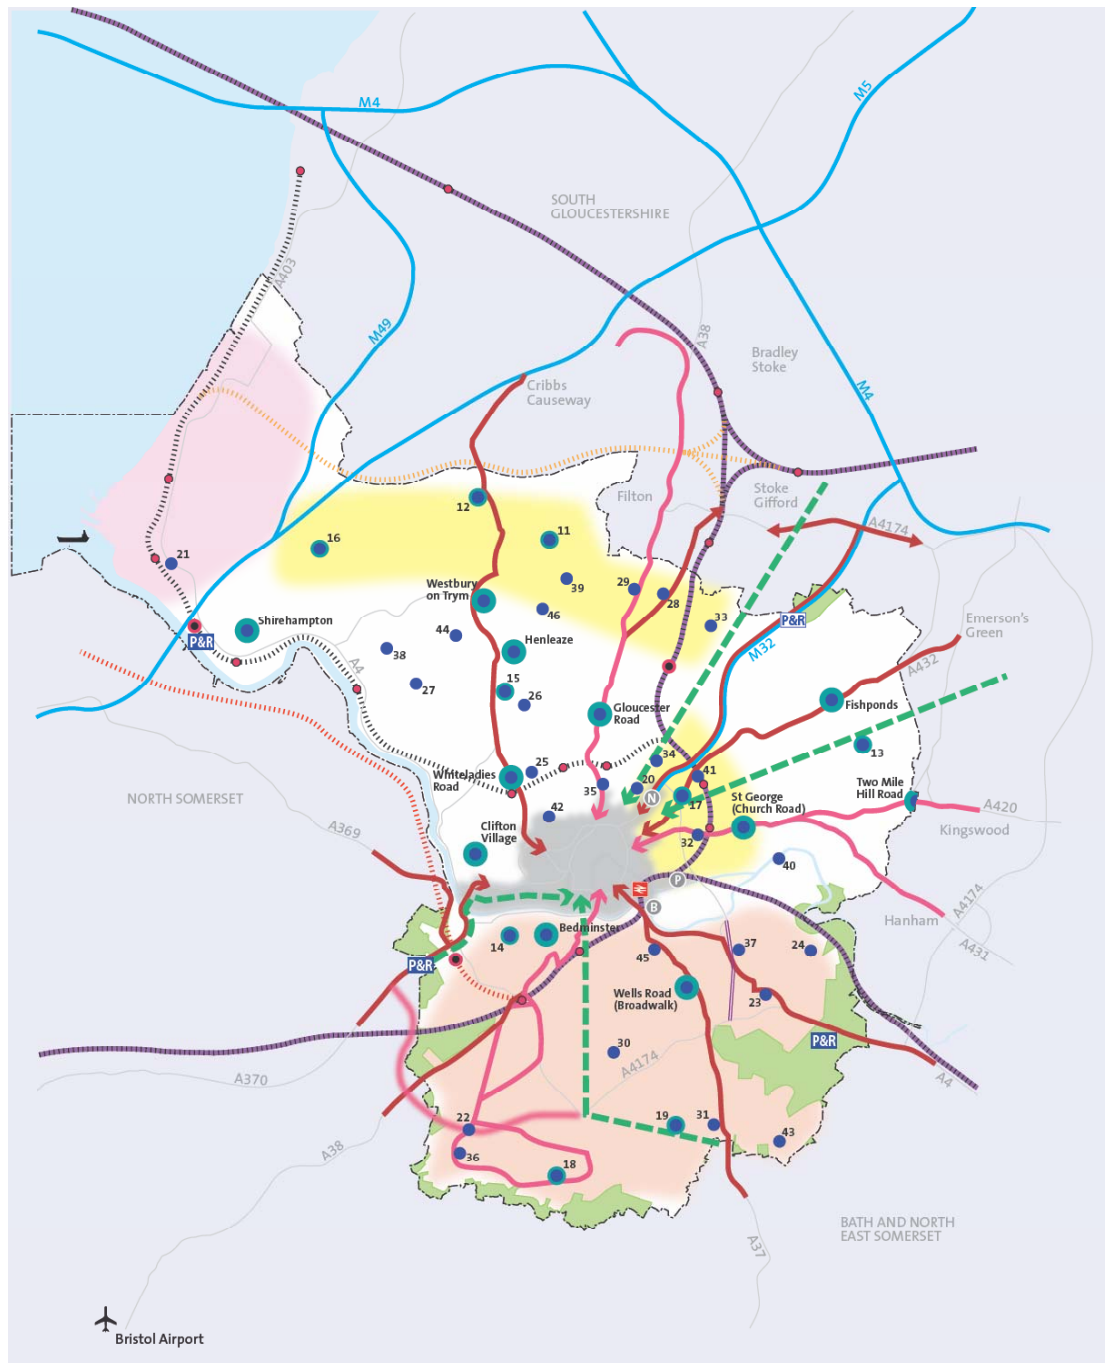 M4
M5
SOUTH
GLOUCESTERSHIRE
A403
M49
A38
Bradley
Stoke
Cribbs
Causeway
M4
12
Filton
Stoke
Gifford
A4174
16
11
21
39
29
28
Westbury
on Trym
46
33
P&R
Emerson's
Green
Shirehampton
P&R
44
Henleaze
M32
A432
38
A4
15
27
26
Gloucester
Road
Fishponds
13
34
Whiteladies
Road
25
41
20
Two Mile
Hill Road
NORTH SOMERSET
35
N
17
St George
(Church Road)
A420
42
Kingswood
A369
Clifton
Village
32
40
P
A4174
B
Hanham
14
Bedminster
37
24
A431
45
P&R
Wells Road
(Broadwalk)
23
30
P&R
A4174
A370
A4
22
19
31
43
A38
36
18
BATH AND NORTH
EAST SOMERSET
A37
Bristol Airport